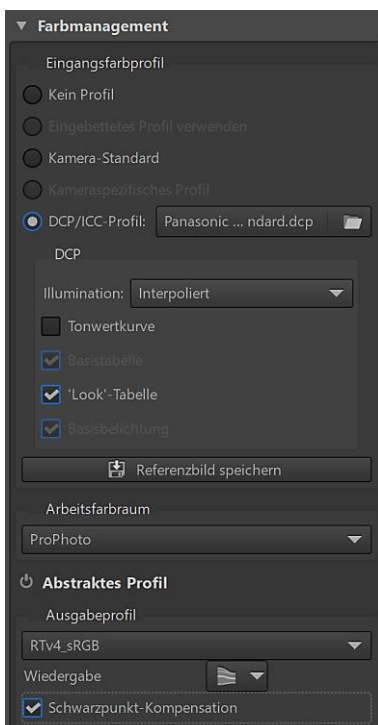 Farbmanagement
Eingangsfarbprofil
Kein Profil
Eingebettetes Profil verwenden
Kamera-Standard
Kameraspezifisches Profil
DCP/ICC-Profil: Panasonic ... ndard.dcp
DCP
Illumination: Interpoliert
Tonwertkurve
Basistabelle
'Look'-Tabelle
Basisbelichtung
Referenzbild speichern
Arbeitsfarbraum
ProPhoto
Abstraktes Profil
Ausgabeprofil
RTv4_sRGB
Wiedergabe
Schwarzpunkt-Kompensation